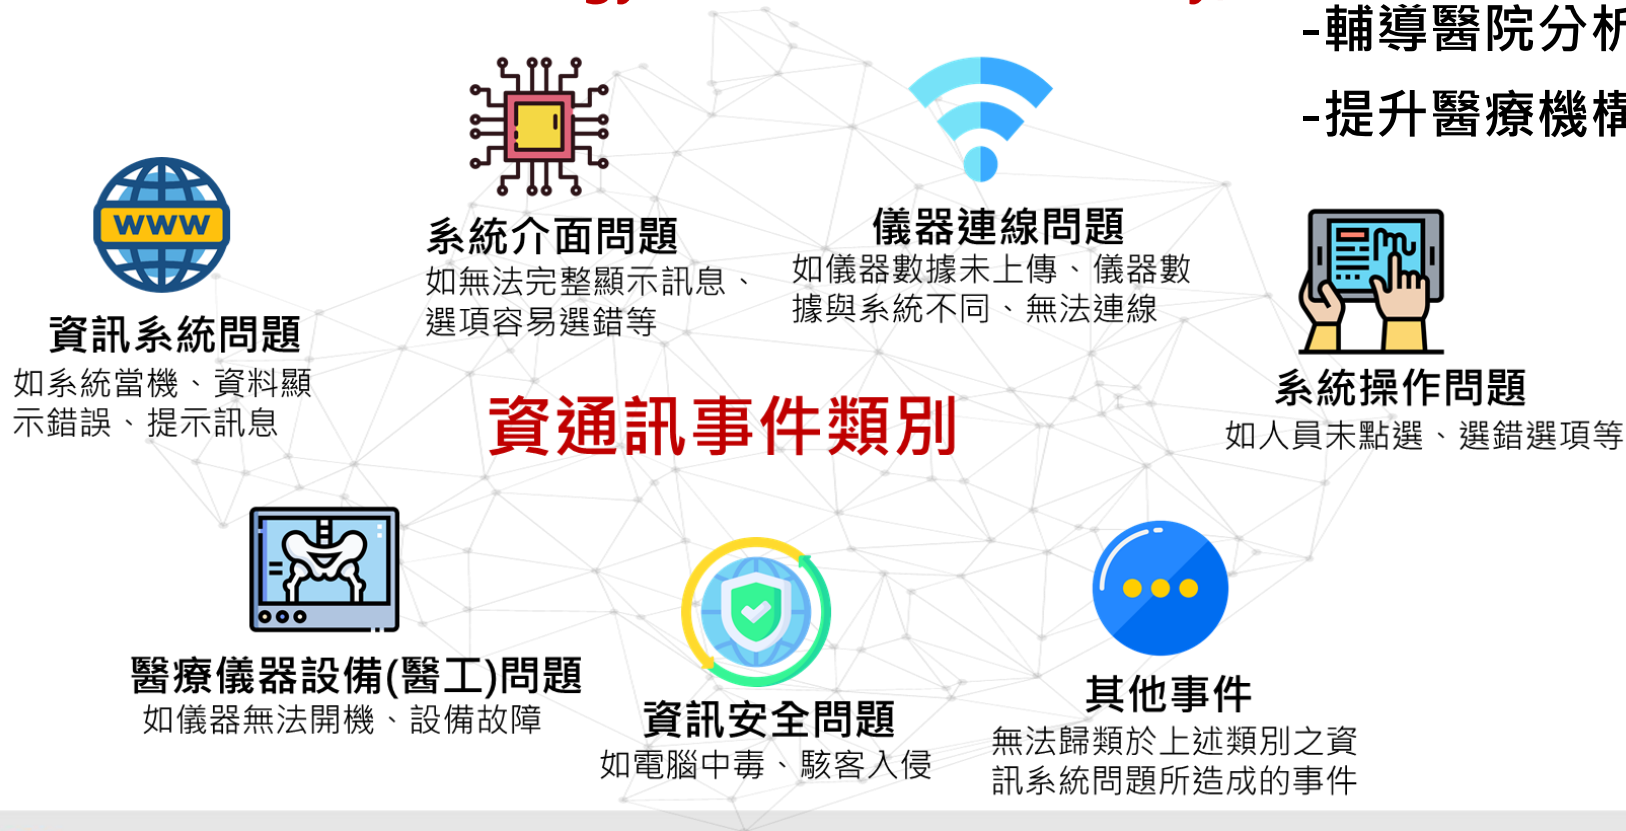 -輔導醫院分析
-提升醫療機構
WWW
系統介面問題
如無法完整顯示訊息、
選項容易選錯等
儀器連線問題
如儀器數據未上傳、儀器數
據與系統不同、無法連線
資訊系統問題
如系統當機、資料顯
示錯誤、提示訊息
系統操作問題
如人員未點選、選錯選項等
資通訊事件類別
醫療儀器設備(醫工)問題
如儀器無法開機、設備故障
資訊安全問題
如電腦中毒、駭客入侵
其他事件
無法歸類於上述類別之資
訊系統問題所造成的事件